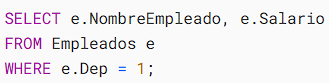 SELECT e.NombreEmpleado, e.Salario
FROM Empleados e
WHERE e.Dep = 1;